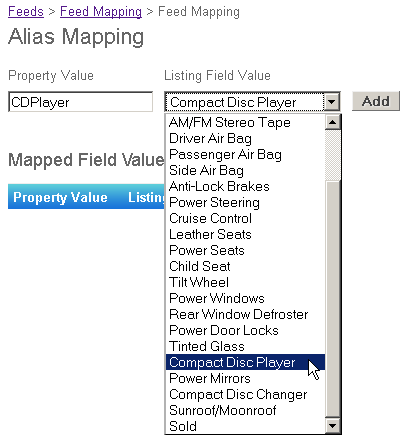 Feeds > Feed Mapping > Feed Mapping
Alias Mapping
Property Value Listing Field Value
CDPlayer Compact Disc Player Add
AM/FM Stereo Tape
Driver Air Bag
Passenger Air Bag
Side Air Bag
Anti-Lock Brakes
Power Steering
Cruise Control
Leather Seats
Power Seats
Child Seat
Tilt Wheel
Power Windows
Rear Window Defroster
Power Door Locks
Tinted Glass
Compact Disc Player
Power Mirrors
Compact Disc Changer
Sunroof/Moonroof
Sold
Mapped Field Value
Property Value Listin